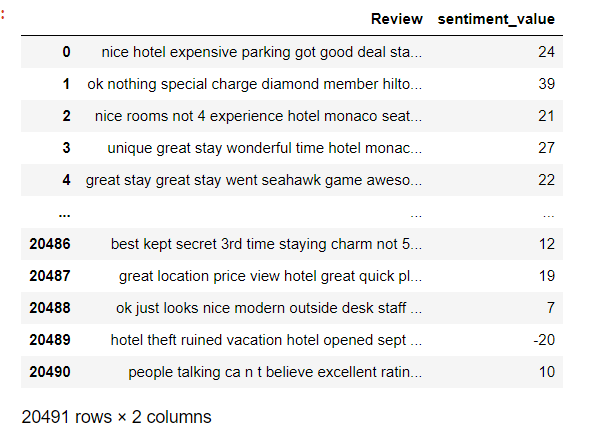 :
Review sentiment_value
0 nice hotel expensive parking got good deal sta... 24
1 ok nothing special charge diamond member hilto... 39
2 nice rooms not 4 experience hotel monaco seat... 21
3 unique great stay wonderful time hotel monac... 27
4 great stay great stay went seahawk game aweso... 22
... ... ...
20486 best kept secret 3rd time staying charm not 5... 12
20487 great location price view hotel great quick pl... 19
20488 ok just looks nice modern outside desk staff ... 7
20489 hotel theft ruined vacation hotel opened sept ... -20
20490 people talking ca n t believe excellent ratin... 10
20491 rows × 2 columns